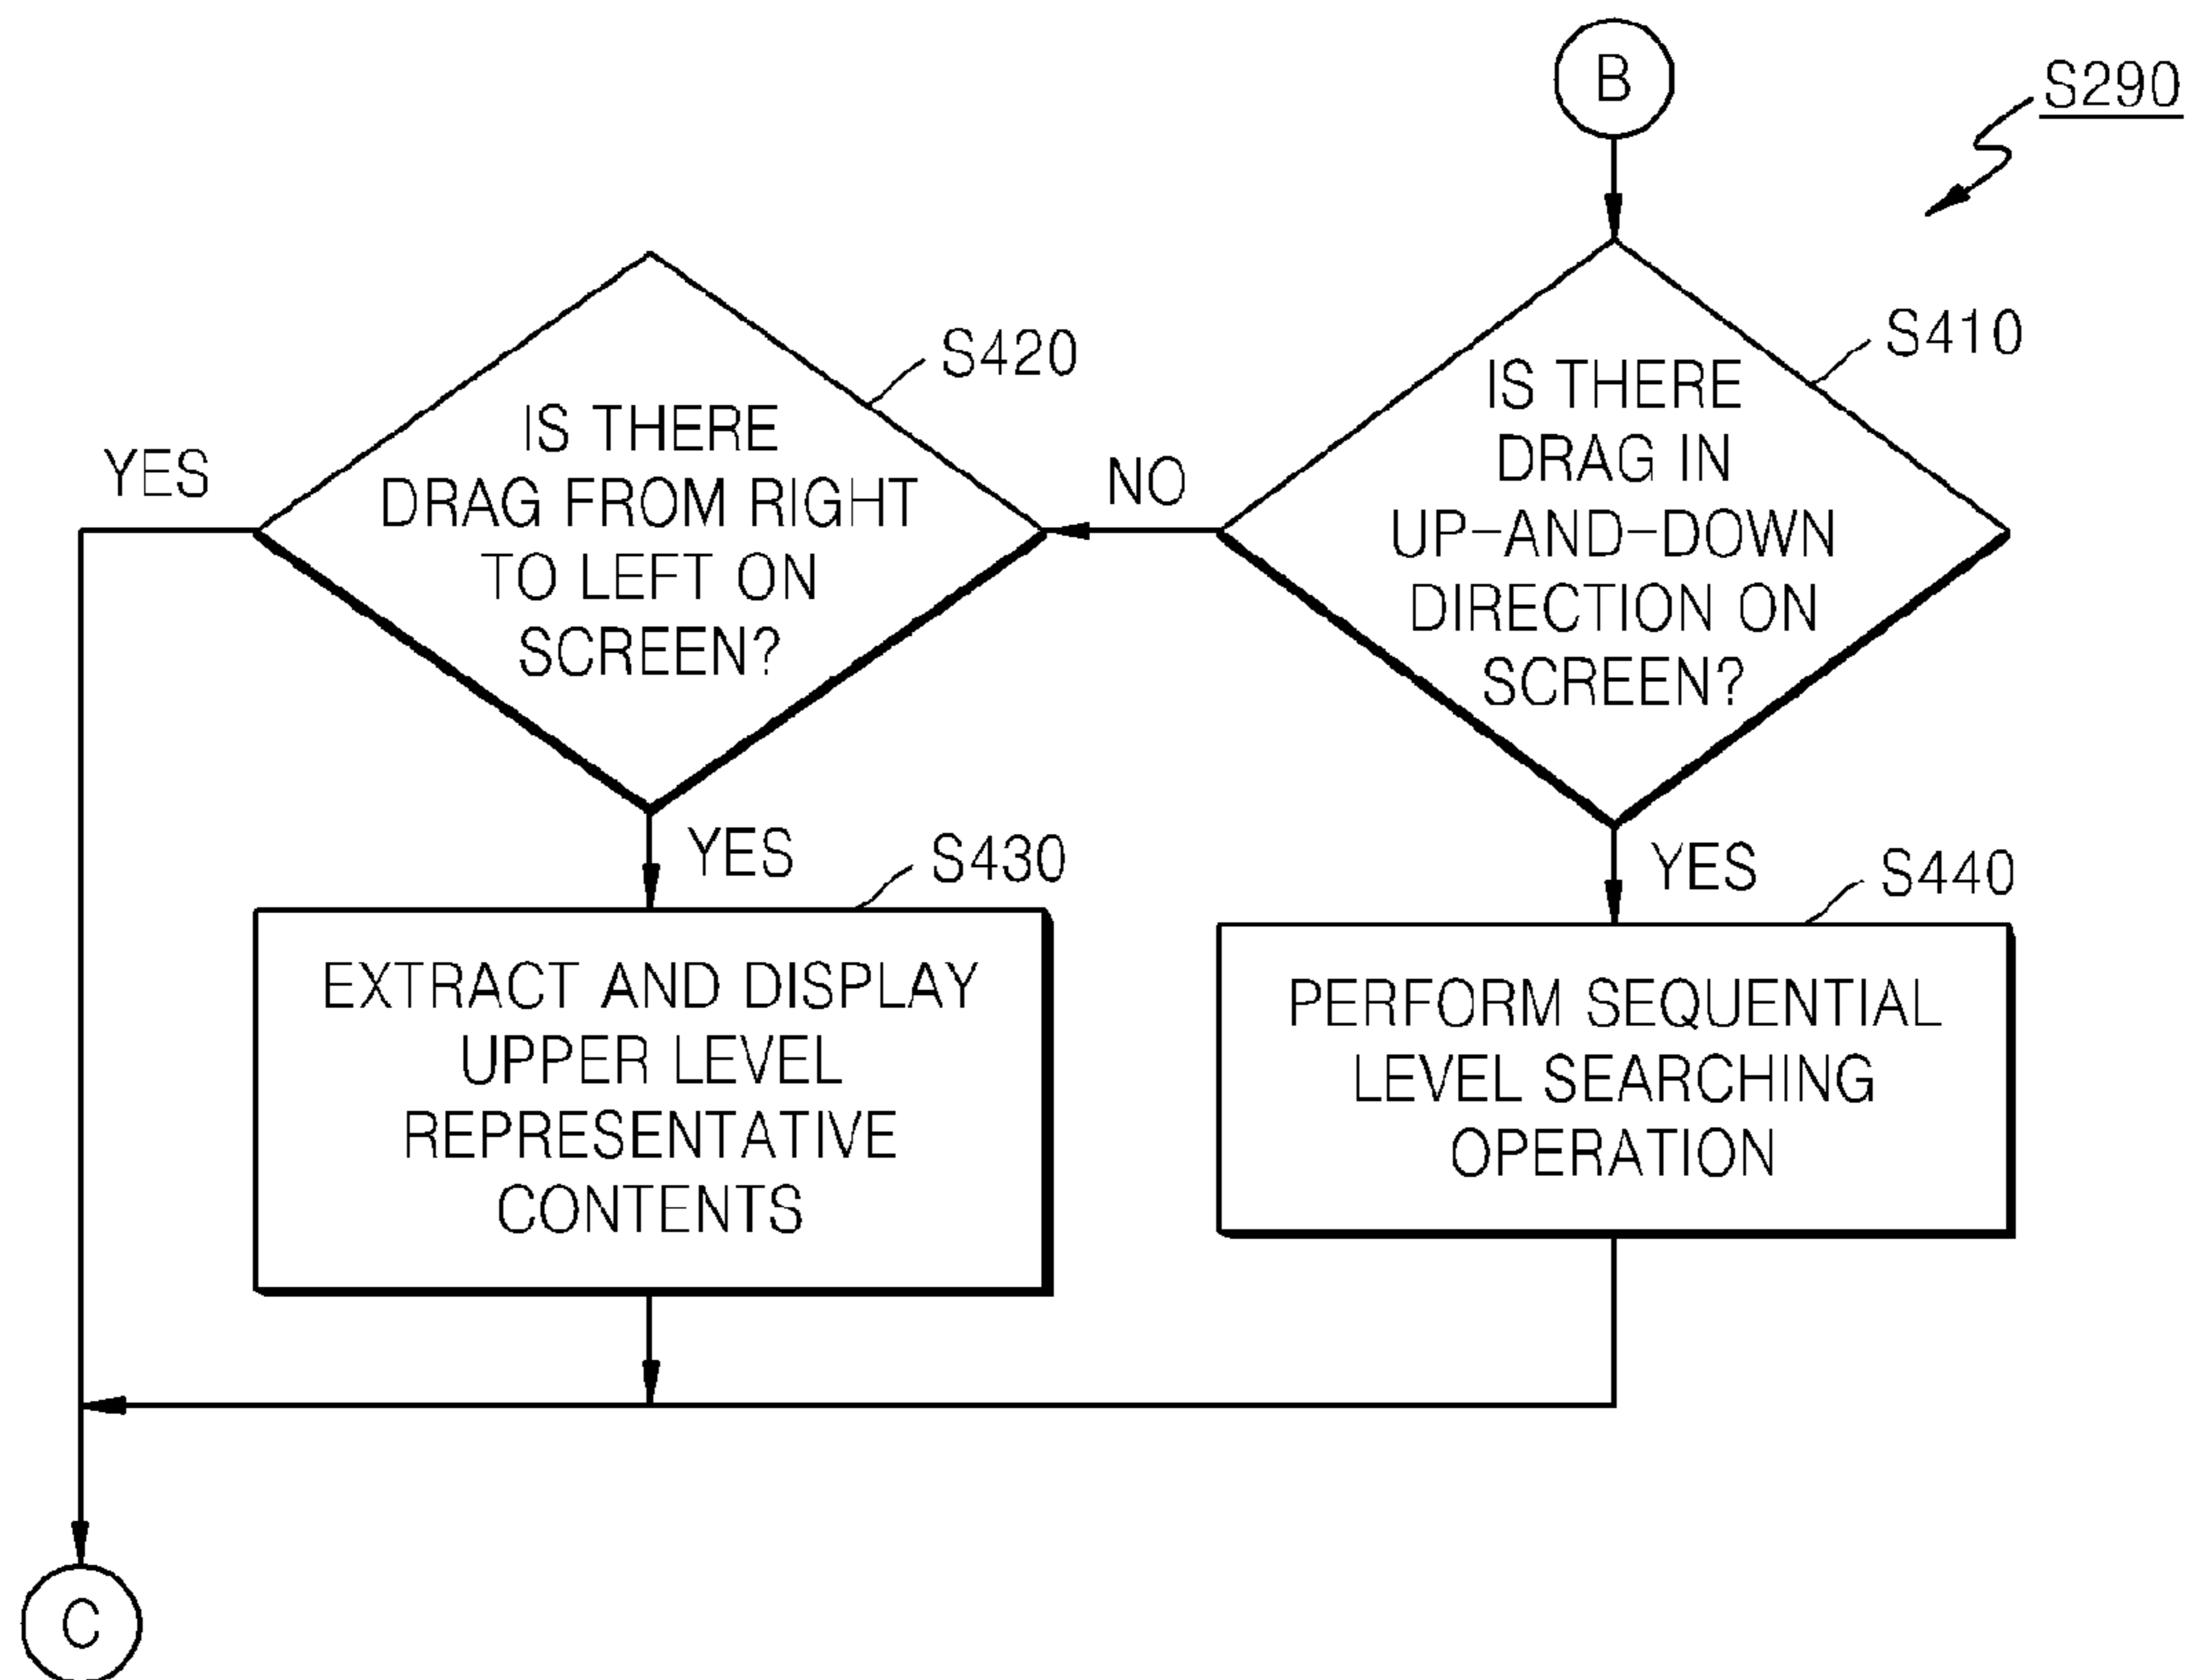 B
S290
S410
IS THERE
DRAG IN
UP-AND-DOWN
DIRECTION ON
SCREEN?
NO
S420
IS THERE
DRAG FROM RIGHT
TO LEFT ON
SCREEN?
YES
YES
S430
EXTRACT AND DISPLAY
UPPER LEVEL
REPRESENTATIVE
CONTENTS
YES
S440
PERFORM SEQUENTIAL
LEVEL SEARCHING
OPERATION
C